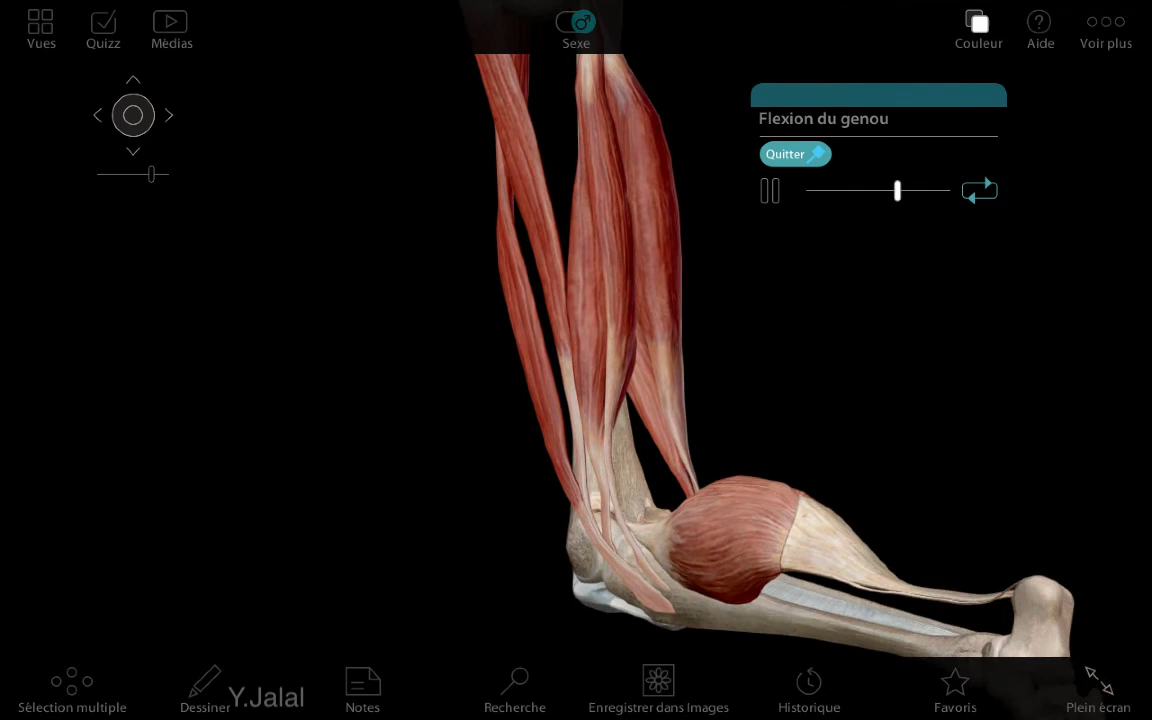 Vues
Quizz
Médias
Sexe
Couleur
Aide
Voir plus
Flexion du genou
Quitter
Sélection multiple
Dessiner
Y.Jalal
Notes
Recherche
Enregistrer dans Images
Historique
Favoris
Plein écran